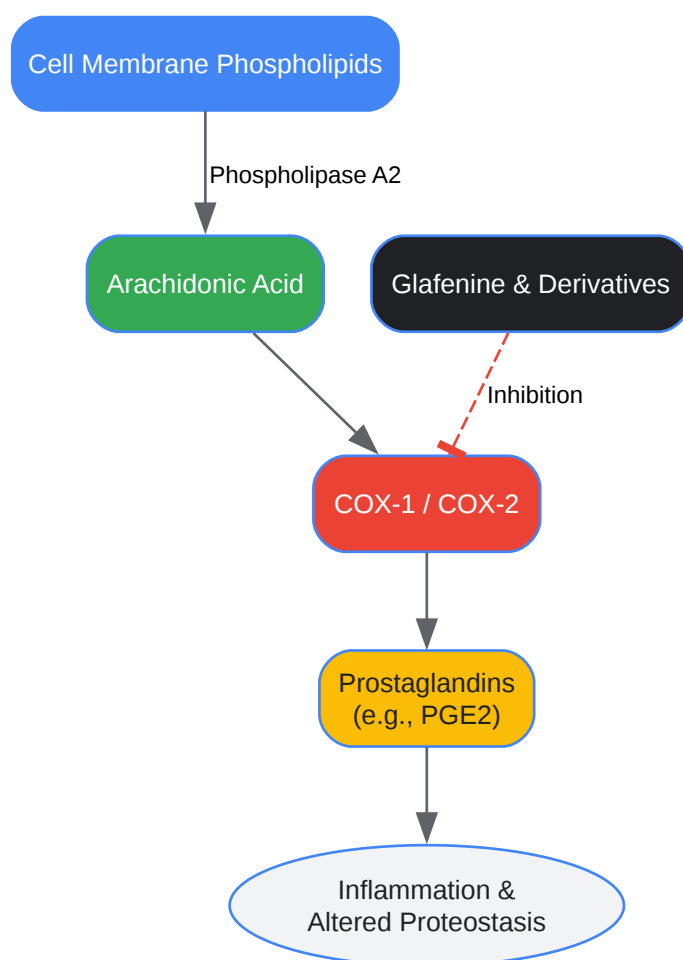 Cell Membrane Phospholipids
Phospholipase A2
Arachidonic Acid
Glafenine & Derivatives
Inhibition
COX-1 / COX-2
Prostaglandins
(e.g., PGE2)
Inflammation &
Altered Proteostasis